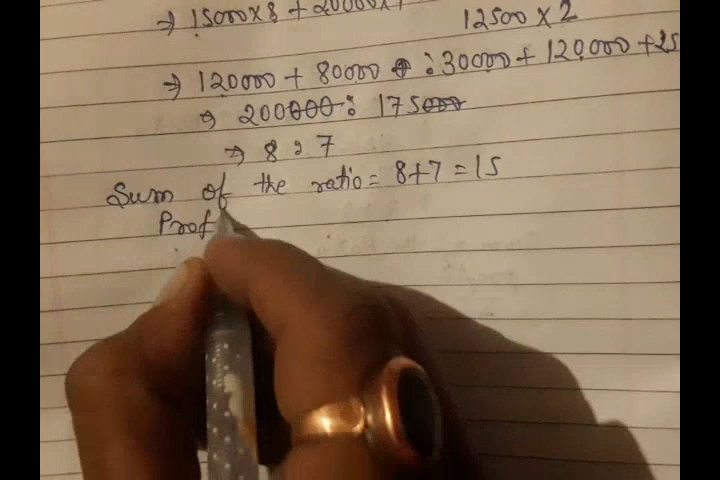 ⇒ 15000×8 + 20000×
12500 × 2
⇒ 120000 + 80000 : 30000 + 120000 + 25
⇒ 200000 : 175000
⇒ 8 : 7
Sum of the ratio = 8+7 = 15
Prof